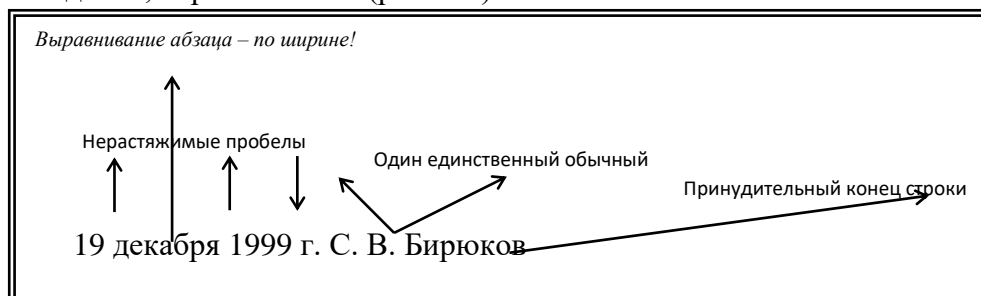 Выравнивание абзаца – по ширине!
Нерастяжимые пробелы
Один единственный обычный
Принудительный конец строки
19 декабря 1999 г. С. В. Бирюков